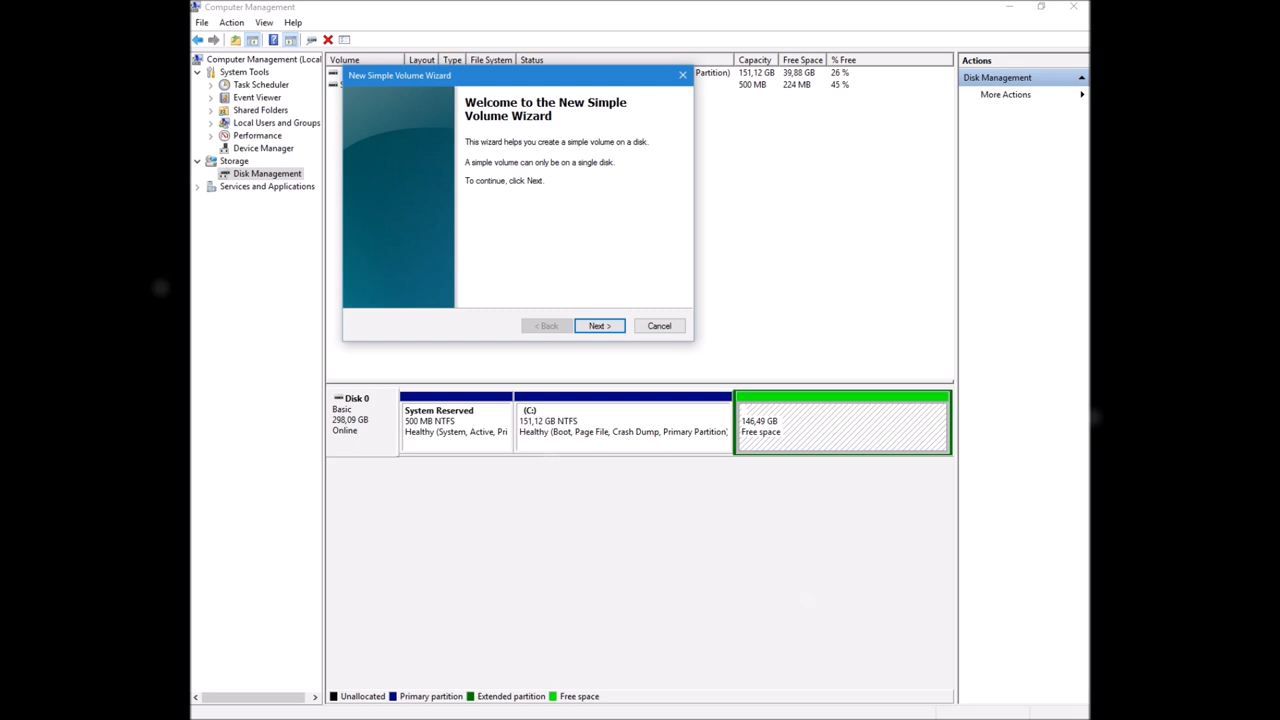 Computer Management
File Action View Help
Computer Management (Local
System Tools
Task Scheduler
Event Viewer
Shared Folders
Local Users and Groups
Performance
Device Manager
Storage
Disk Management
Services and Applications
Volume Layout Type File System Status Capacity Free Space % Free
Partition) 151,12 GB 39,88 GB 26 %
500 MB 224 MB 45 %
New Simple Volume Wizard
Welcome to the New Simple
Volume Wizard
This wizard helps you create a simple volume on a disk.
A simple volume can only be on a single disk.
To continue, click Next.
< Back Next > Cancel
Disk 0
Basic
298,09 GB
Online
System Reserved
500 MB NTFS
Healthy (System, Active, Pri
(C:)
151,12 GB NTFS
Healthy (Boot, Page File, Crash Dump, Primary Partition)
146,49 GB
Free space
Unallocated Primary partition Extended partition Free space
Actions
Disk Management
More Actions